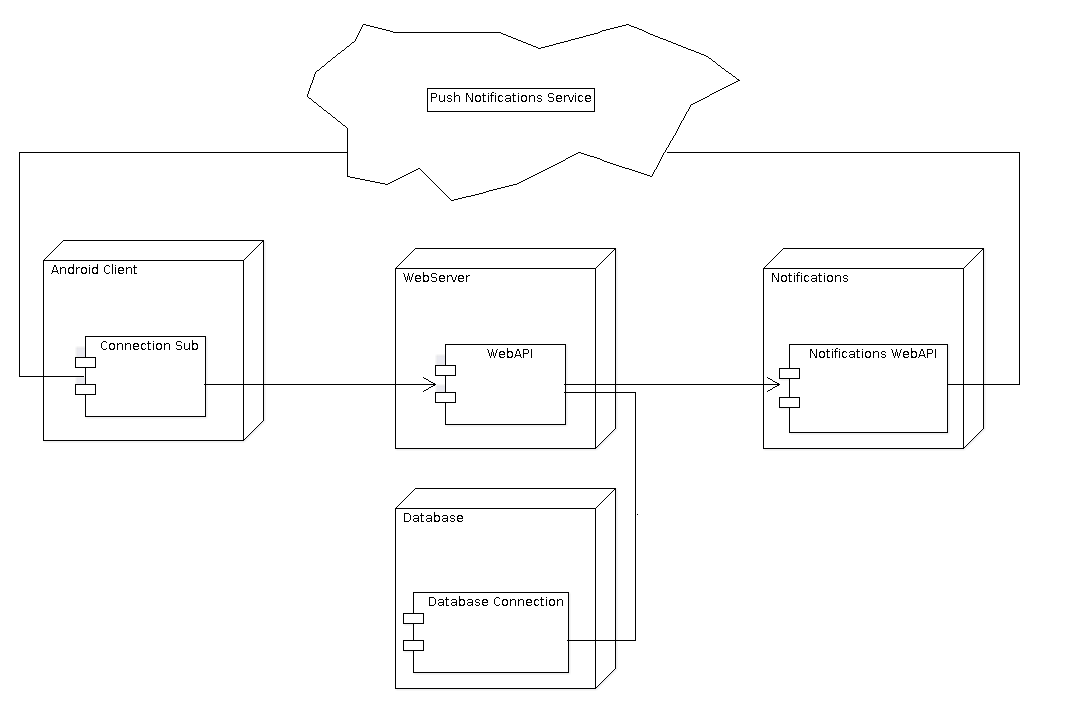 Push Notifications Service
Android Client
Connection Sub
WebServer
WebAPI
Notifications
Notifications WebAPI
Database
Database Connection